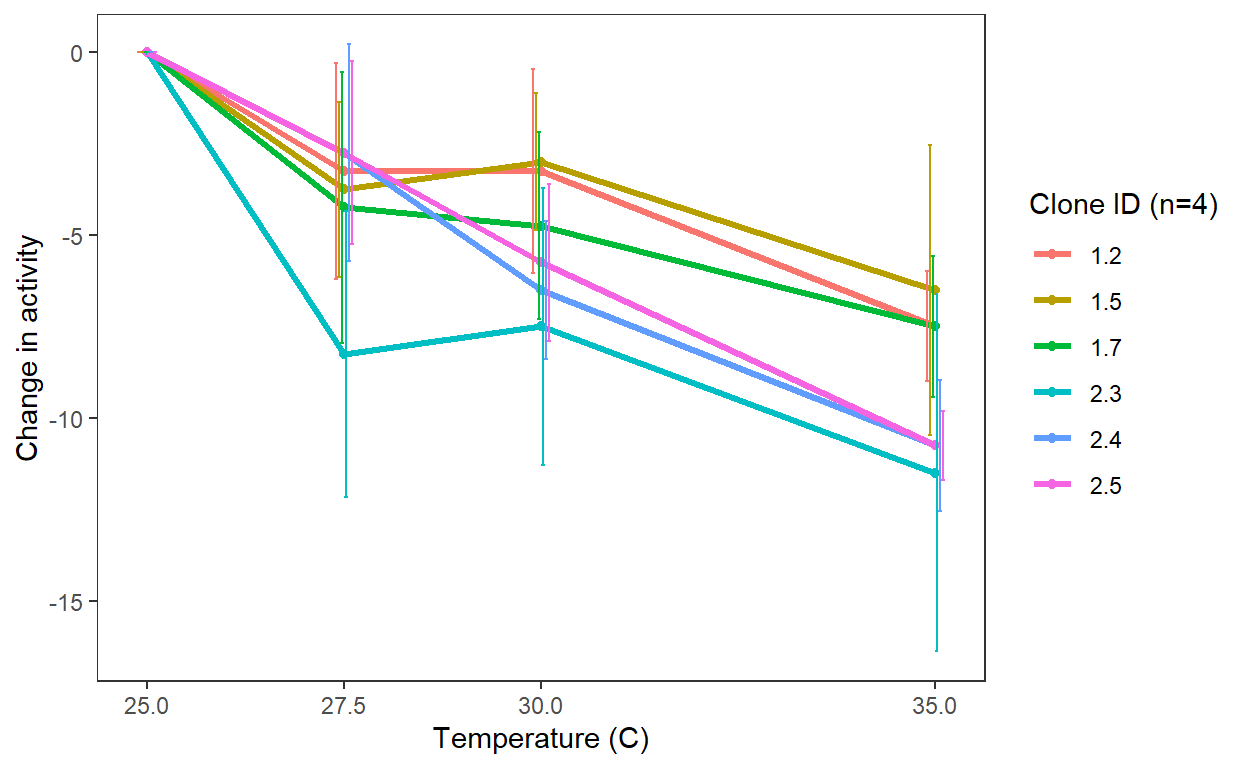 0
-5
-10
-15
Change in activity
25.0 27.5 30.0 35.0
Temperature (C)
Clone ID (n=4)
1.2
1.5
1.7
2.3
2.4
2.5